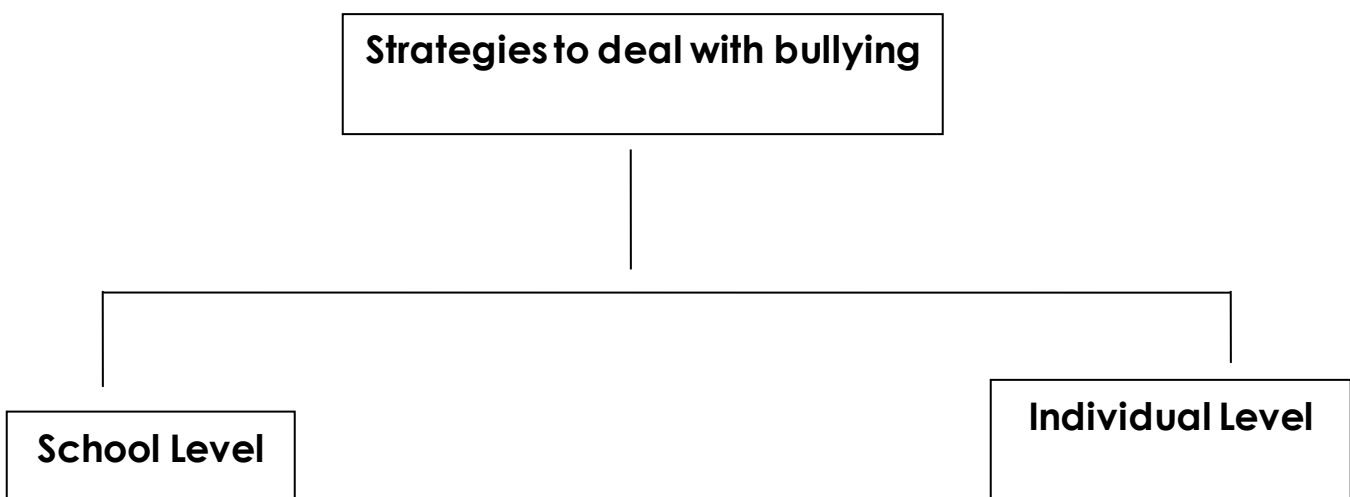 Strategies to deal with bullying
School Level
Individual Level